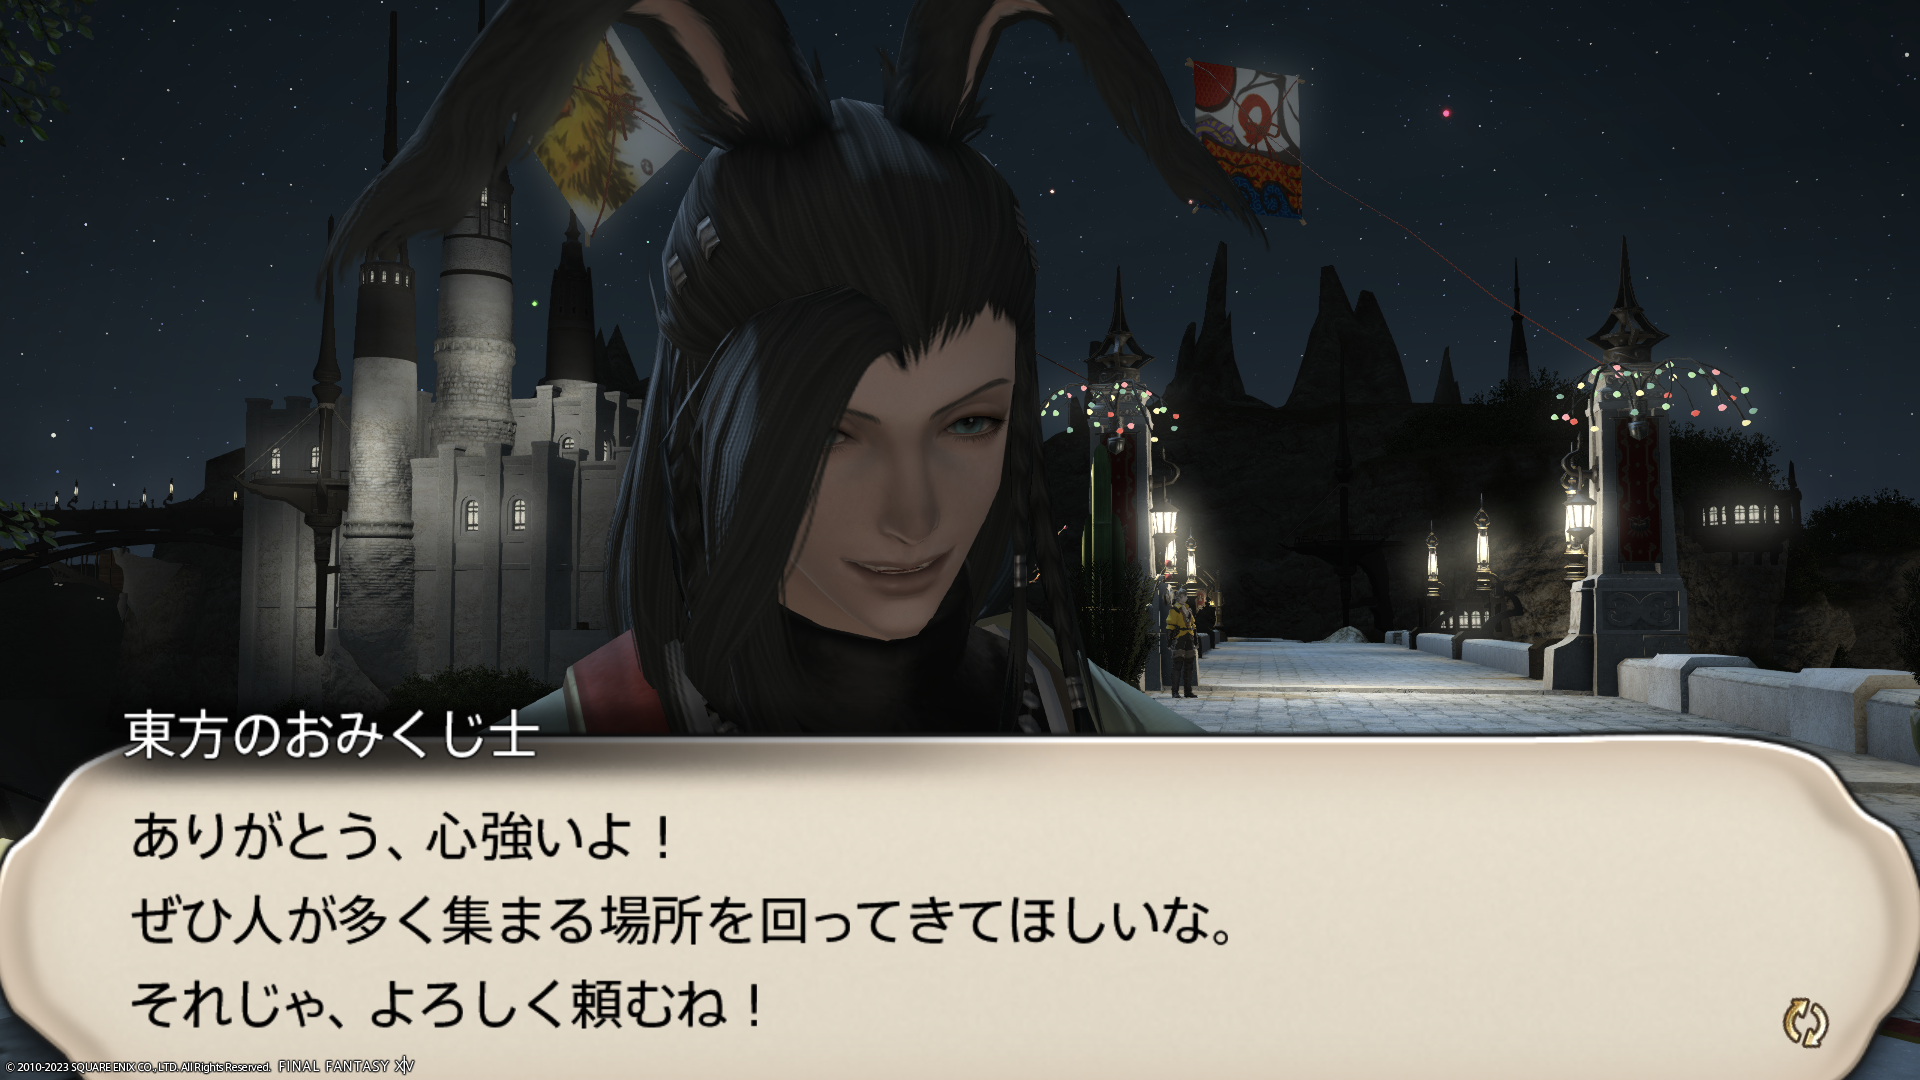 東方のおみくじ士
ありがとう、心強いよ！
ぜひ人が多く集まる場所を回ってきてほしいな。
それじゃ、よろしく頼むね！
© 2010-2023 SQUARE ENIX CO., LTD. All Rights Reserved. FINAL FANTASY XIV